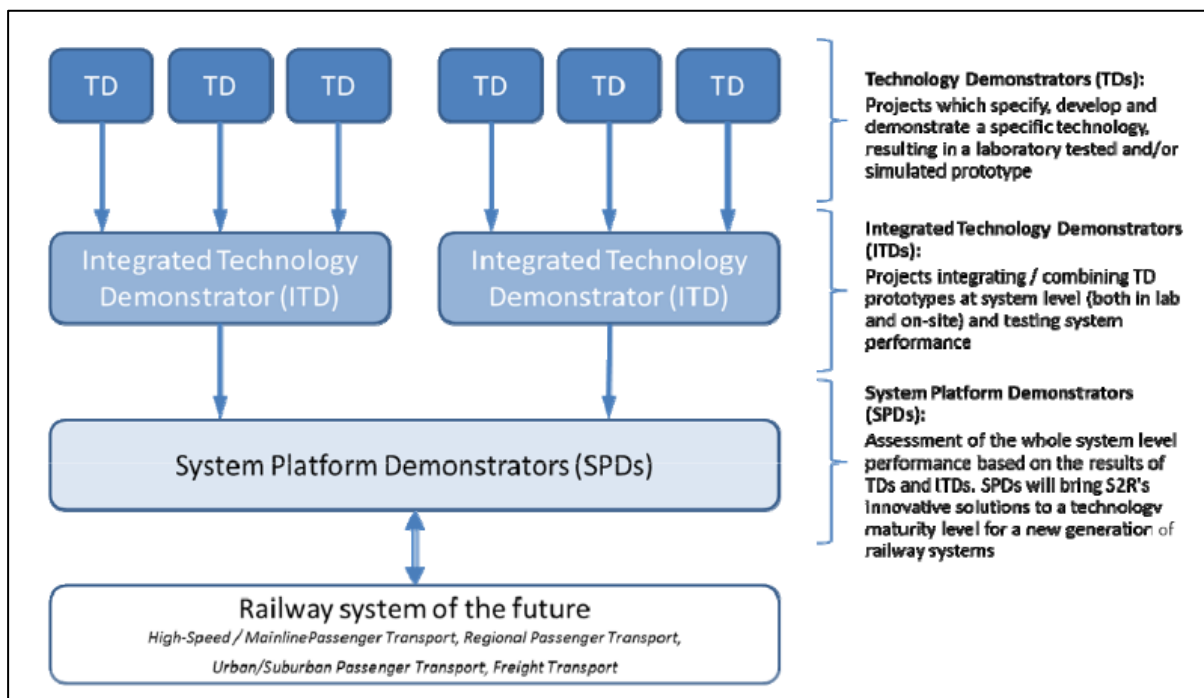 TD TD TD TD TD TD
Technology Demonstrators (TDs):
Projects which specify, develop and
demonstrate a specific technology,
resulting in a laboratory tested and/or
simulated prototype
Integrated Technology
Demonstrator (ITD)
Integrated Technology
Demonstrator (ITD)
Integrated Technology Demonstrators
(ITDs):
Projects integrating / combining TD
prototypes at system level (both in lab
and on-site) and testing system
performance
System Platform Demonstrators (SPDs)
System Platform Demonstrators
(SPDs):
Assessment of the whole system level
performance based on the results of
TDs and ITDs. SPDs will bring S2R's
innovative solutions to a technology
maturity level for a new generation of
railway systems
Railway system of the future
High-Speed / MainlinePassenger Transport, Regional Passenger Transport,
Urban/Suburban Passenger Transport, Freight Transport